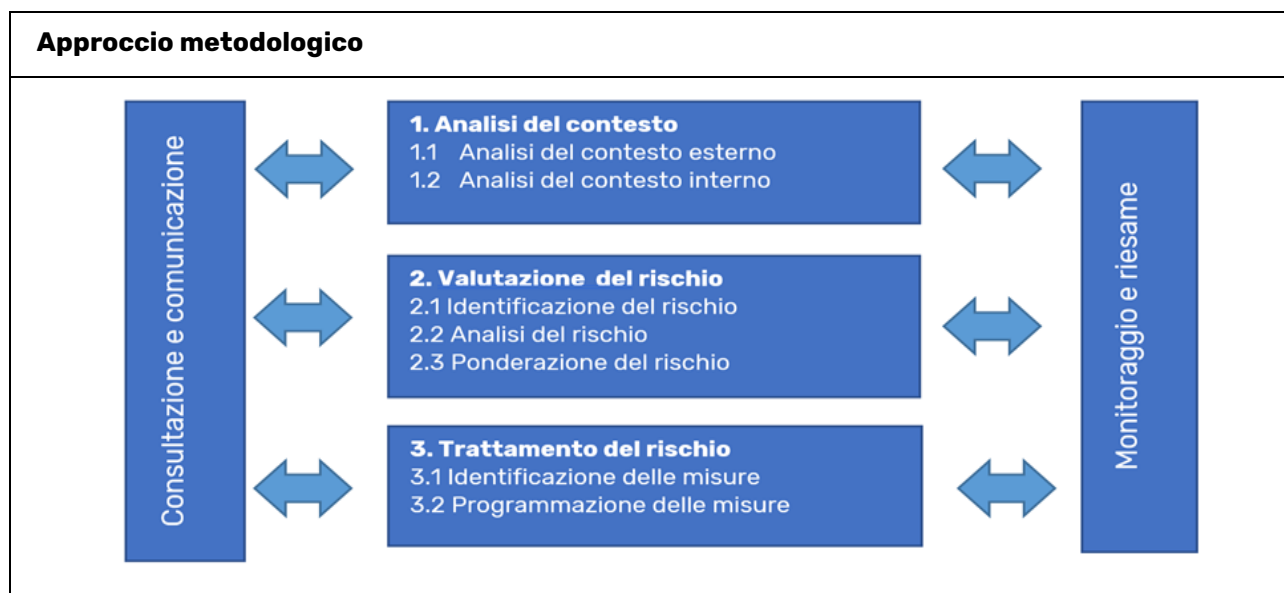 Approccio metodologico
Consultazione e comunicazione
1. Analisi del contesto
1.1 Analisi del contesto esterno
1.2 Analisi del contesto interno
2. Valutazione del rischio
2.1 Identificazione del rischio
2.2 Analisi del rischio
2.3 Ponderazione del rischio
3. Trattamento del rischio
3.1 Identificazione delle misure
3.2 Programmazione delle misure
Monitoraggio e riesame